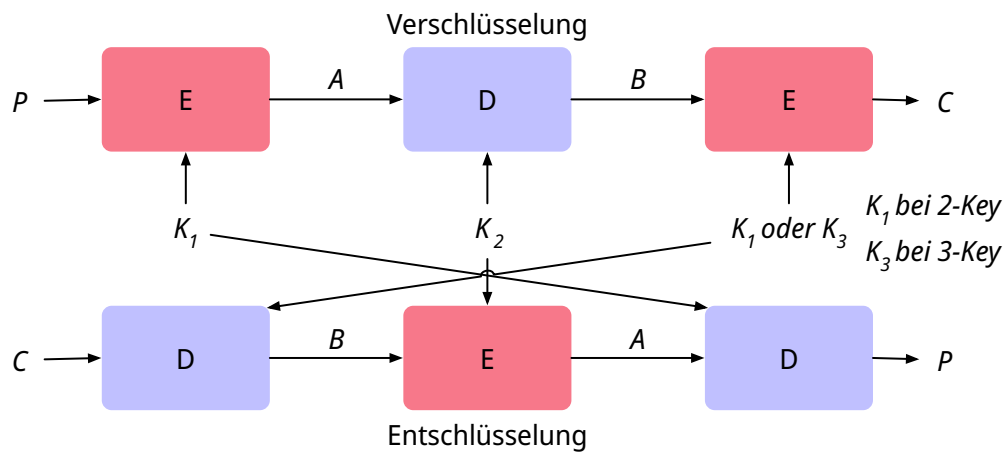 Verschlüsselung
P E A D B E C
K1 K2 K1 oder K3
K1 bei 2-Key
K3 bei 3-Key
C D B E A D P
Entschlüsselung